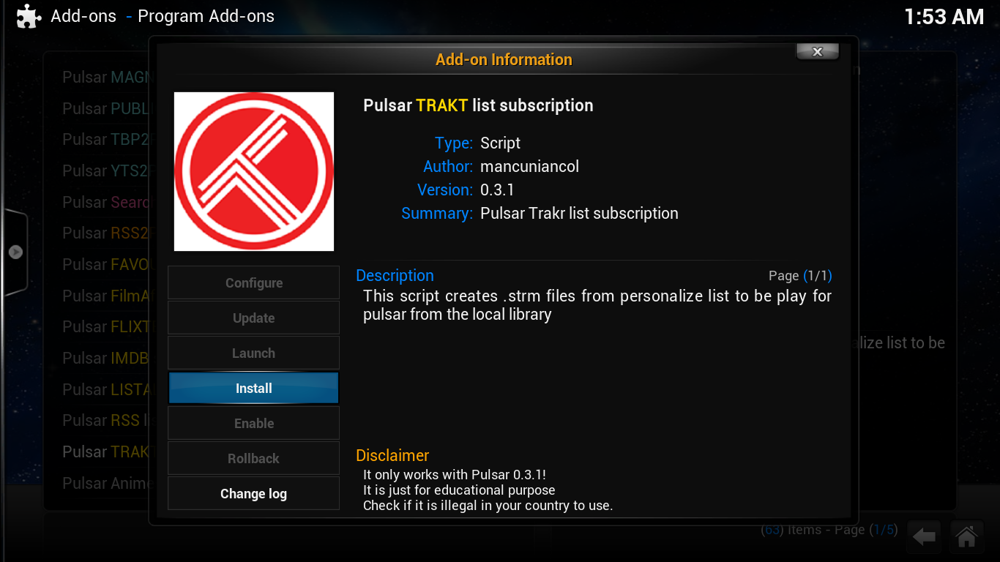 Add-ons - Program Add-ons
1:53 AM
Add-on Information
x
Pulsar TRAKT list subscription
Type: Script
Author: mancuniancol
Version: 0.3.1
Summary: Pulsar Trakr list subscription
Description
Page (1/1)
This script creates .strm files from personalize list to be play for
pulsar from the local library
Configure
Update
Launch
Install
Enable
Rollback
Change log
Disclaimer
It only works with Pulsar 0.3.1!
It is just for educational purpose
Check if it is illegal in your country to use.
Pulsar MAGN
Pulsar PUBL
Pulsar TBP2
Pulsar YTS2
Pulsar Searc
Pulsar RSS2
Pulsar FAVO
Pulsar FilmA
Pulsar FLIXT
Pulsar IMDB
Pulsar LISTA
Pulsar RSS li
Pulsar TRAK
Pulsar Anime
alize list to be
(63) Items - Page (1/5)